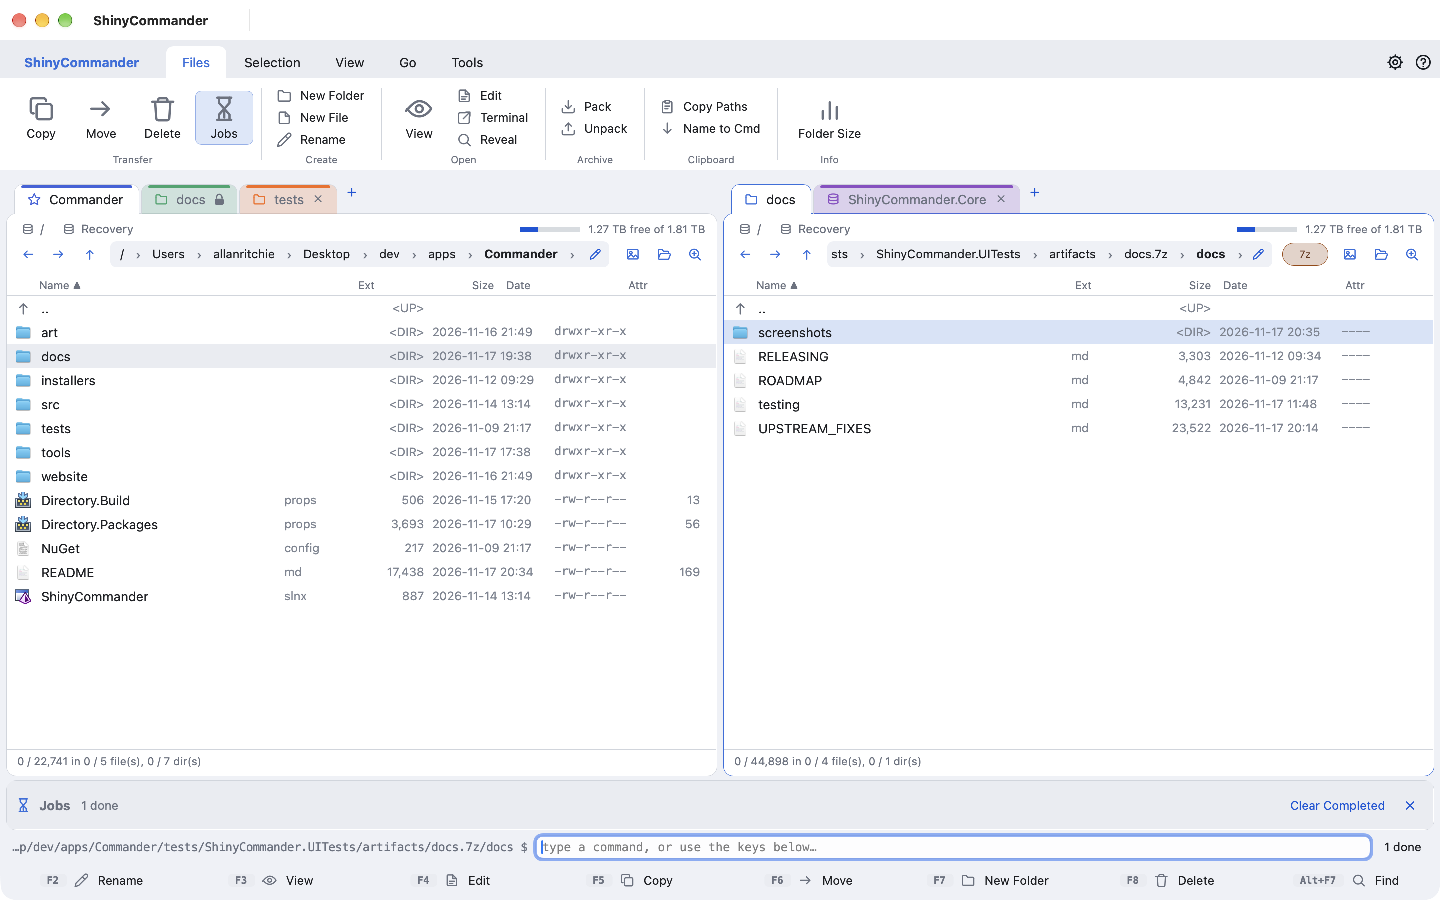 ShinyCommander
ShinyCommander Files Selection View Go Tools
Copy Move Delete Jobs
Transfer
New Folder
New File
Rename
Create
View
Edit
Terminal
Reveal
Open
Pack
Unpack
Archive
Copy Paths
Name to Cmd
Clipboard
Folder Size
Info
Commander docs tests × +
/ Recovery 1.27 TB free of 1.81 TB
/ › Users › allanritchie › Desktop › dev › apps › Commander ›
Name Ext Size Date Attr
.. <UP>
art <DIR> 2026-11-16 21:49 drwxr-xr-x
docs <DIR> 2026-11-17 19:38 drwxr-xr-x
installers <DIR> 2026-11-12 09:29 drwxr-xr-x
src <DIR> 2026-11-14 13:14 drwxr-xr-x
tests <DIR> 2026-11-09 21:17 drwxr-xr-x
tools <DIR> 2026-11-17 17:38 drwxr-xr-x
website <DIR> 2026-11-16 21:49 drwxr-xr-x
Directory.Build props 506 2026-11-15 17:20 -rw-r--r-- 13
Directory.Packages props 3,693 2026-11-17 10:29 -rw-r--r-- 56
NuGet config 217 2026-11-09 21:17 -rw-r--r--
README md 17,438 2026-11-17 20:34 -rw-r--r-- 169
ShinyCommander slnx 887 2026-11-14 13:14 -rw-r--r--
0 / 22,741 in 0 / 5 file(s), 0 / 7 dir(s)
docs ShinyCommander.Core × +
/ Recovery 1.27 TB free of 1.81 TB
sts › ShinyCommander.UITests › artifacts › docs.7z › docs › 7z
Name Ext Size Date Attr
.. <UP>
screenshots <DIR> 2026-11-17 20:35 ----
RELEASING md 3,303 2026-11-12 09:34 ----
ROADMAP md 4,842 2026-11-09 21:17 ----
testing md 13,231 2026-11-17 11:48 ----
UPSTREAM_FIXES md 23,522 2026-11-17 20:14 ----
0 / 44,898 in 0 / 4 file(s), 0 / 1 dir(s)
Jobs 1 done Clear Completed ×
…p/dev/apps/Commander/tests/ShinyCommander.UITests/artifacts/docs.7z/docs $ type a command, or use the keys below… 1 done
F2 Rename F3 View F4 Edit F5 Copy F6 Move F7 New Folder F8 Delete Alt+F7 Find